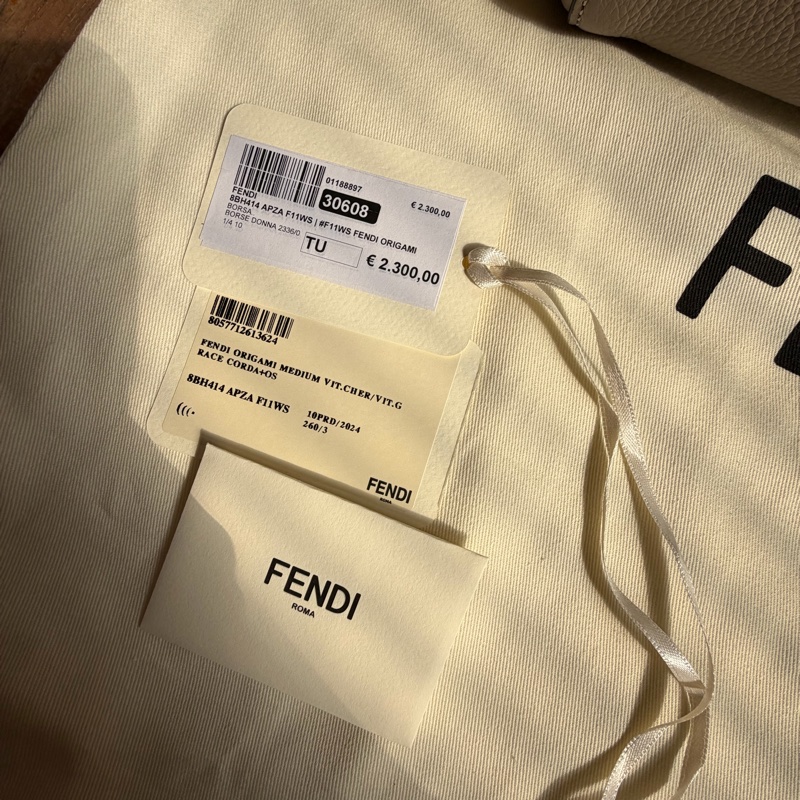 01188897
€ 2.300,00
FENDI
30608
8BH414 APZA F11WS | #F11WS FENDI ORIGAMI
BORSA
BORSE DONNA 2336/0
1/4 10
TU
€ 2.300,00
8057712613624
FENDI ORIGAMI MEDIUM VIT.CHER/VIT.G
RACE CORDA+OS
8BH414 APZA F11WS
10PRD/2024
260/3
FENDI
ROMA
FENDI
ROMA
F